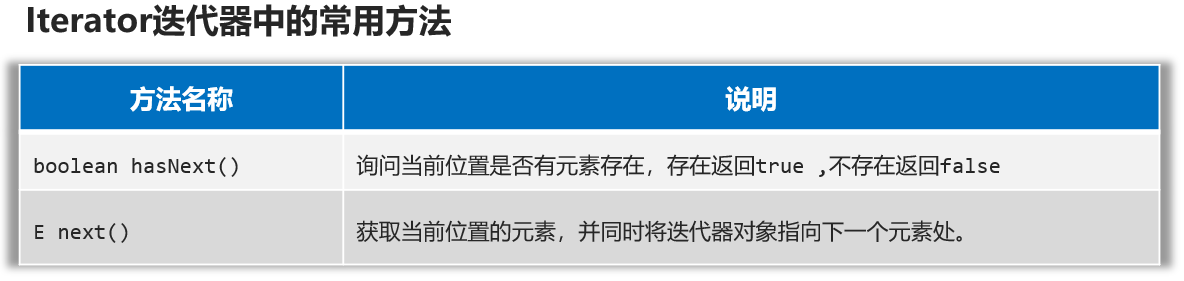 Iterator迭代器中的常用方法
方法名称 说明
boolean hasNext() 询问当前位置是否有元素存在，存在返回true ,不存在返回false
E next() 获取当前位置的元素，并同时将迭代器对象指向下一个元素处。